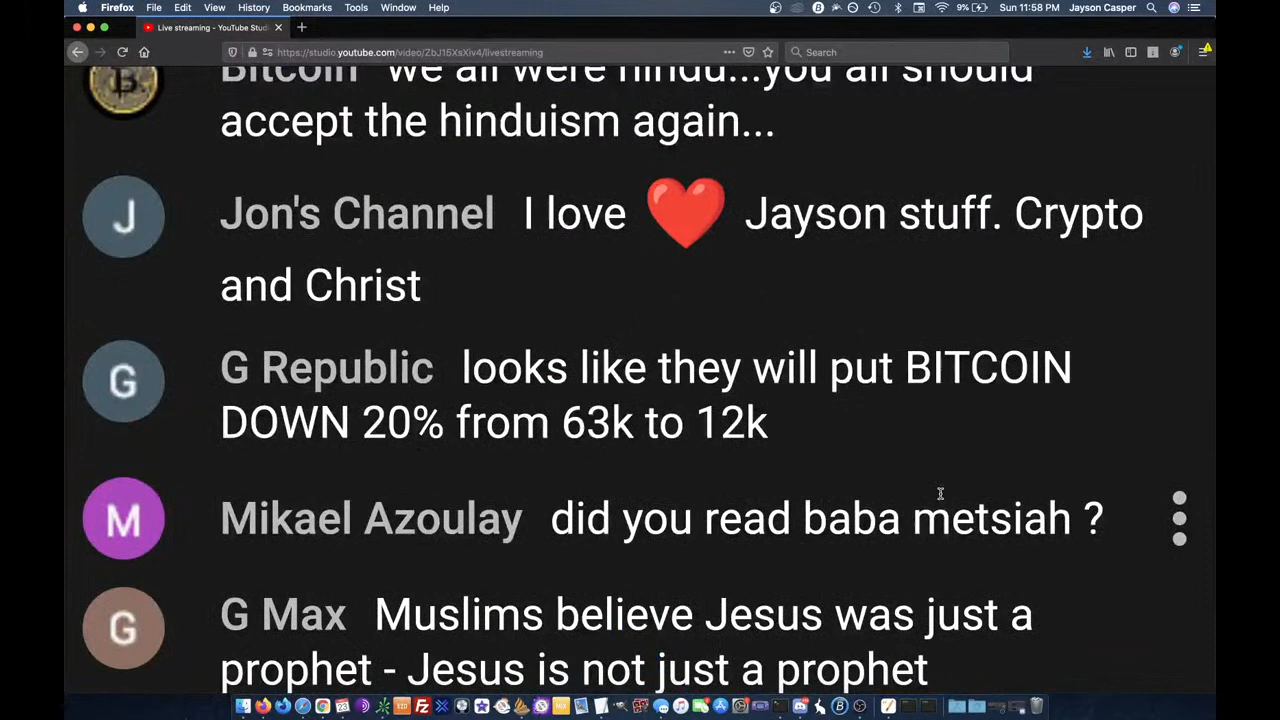 Firefox File Edit View History Bookmarks Tools Window Help 9% Sun 11:58 PM Jayson Casper
Live streaming - YouTube Stud
https://studio.youtube.com/video/ZbJ15XsXiv4/livestreaming Search
Bitcoin we all were hindu...you all should
accept the hinduism again...
J Jon's Channel I love ❤️ Jayson stuff. Crypto
and Christ
G G Republic looks like they will put BITCOIN
DOWN 20% from 63k to 12k
M Mikael Azoulay did you read baba metsiah ?
G G Max Muslims believe Jesus was just a
prophet - Jesus is not just a prophet